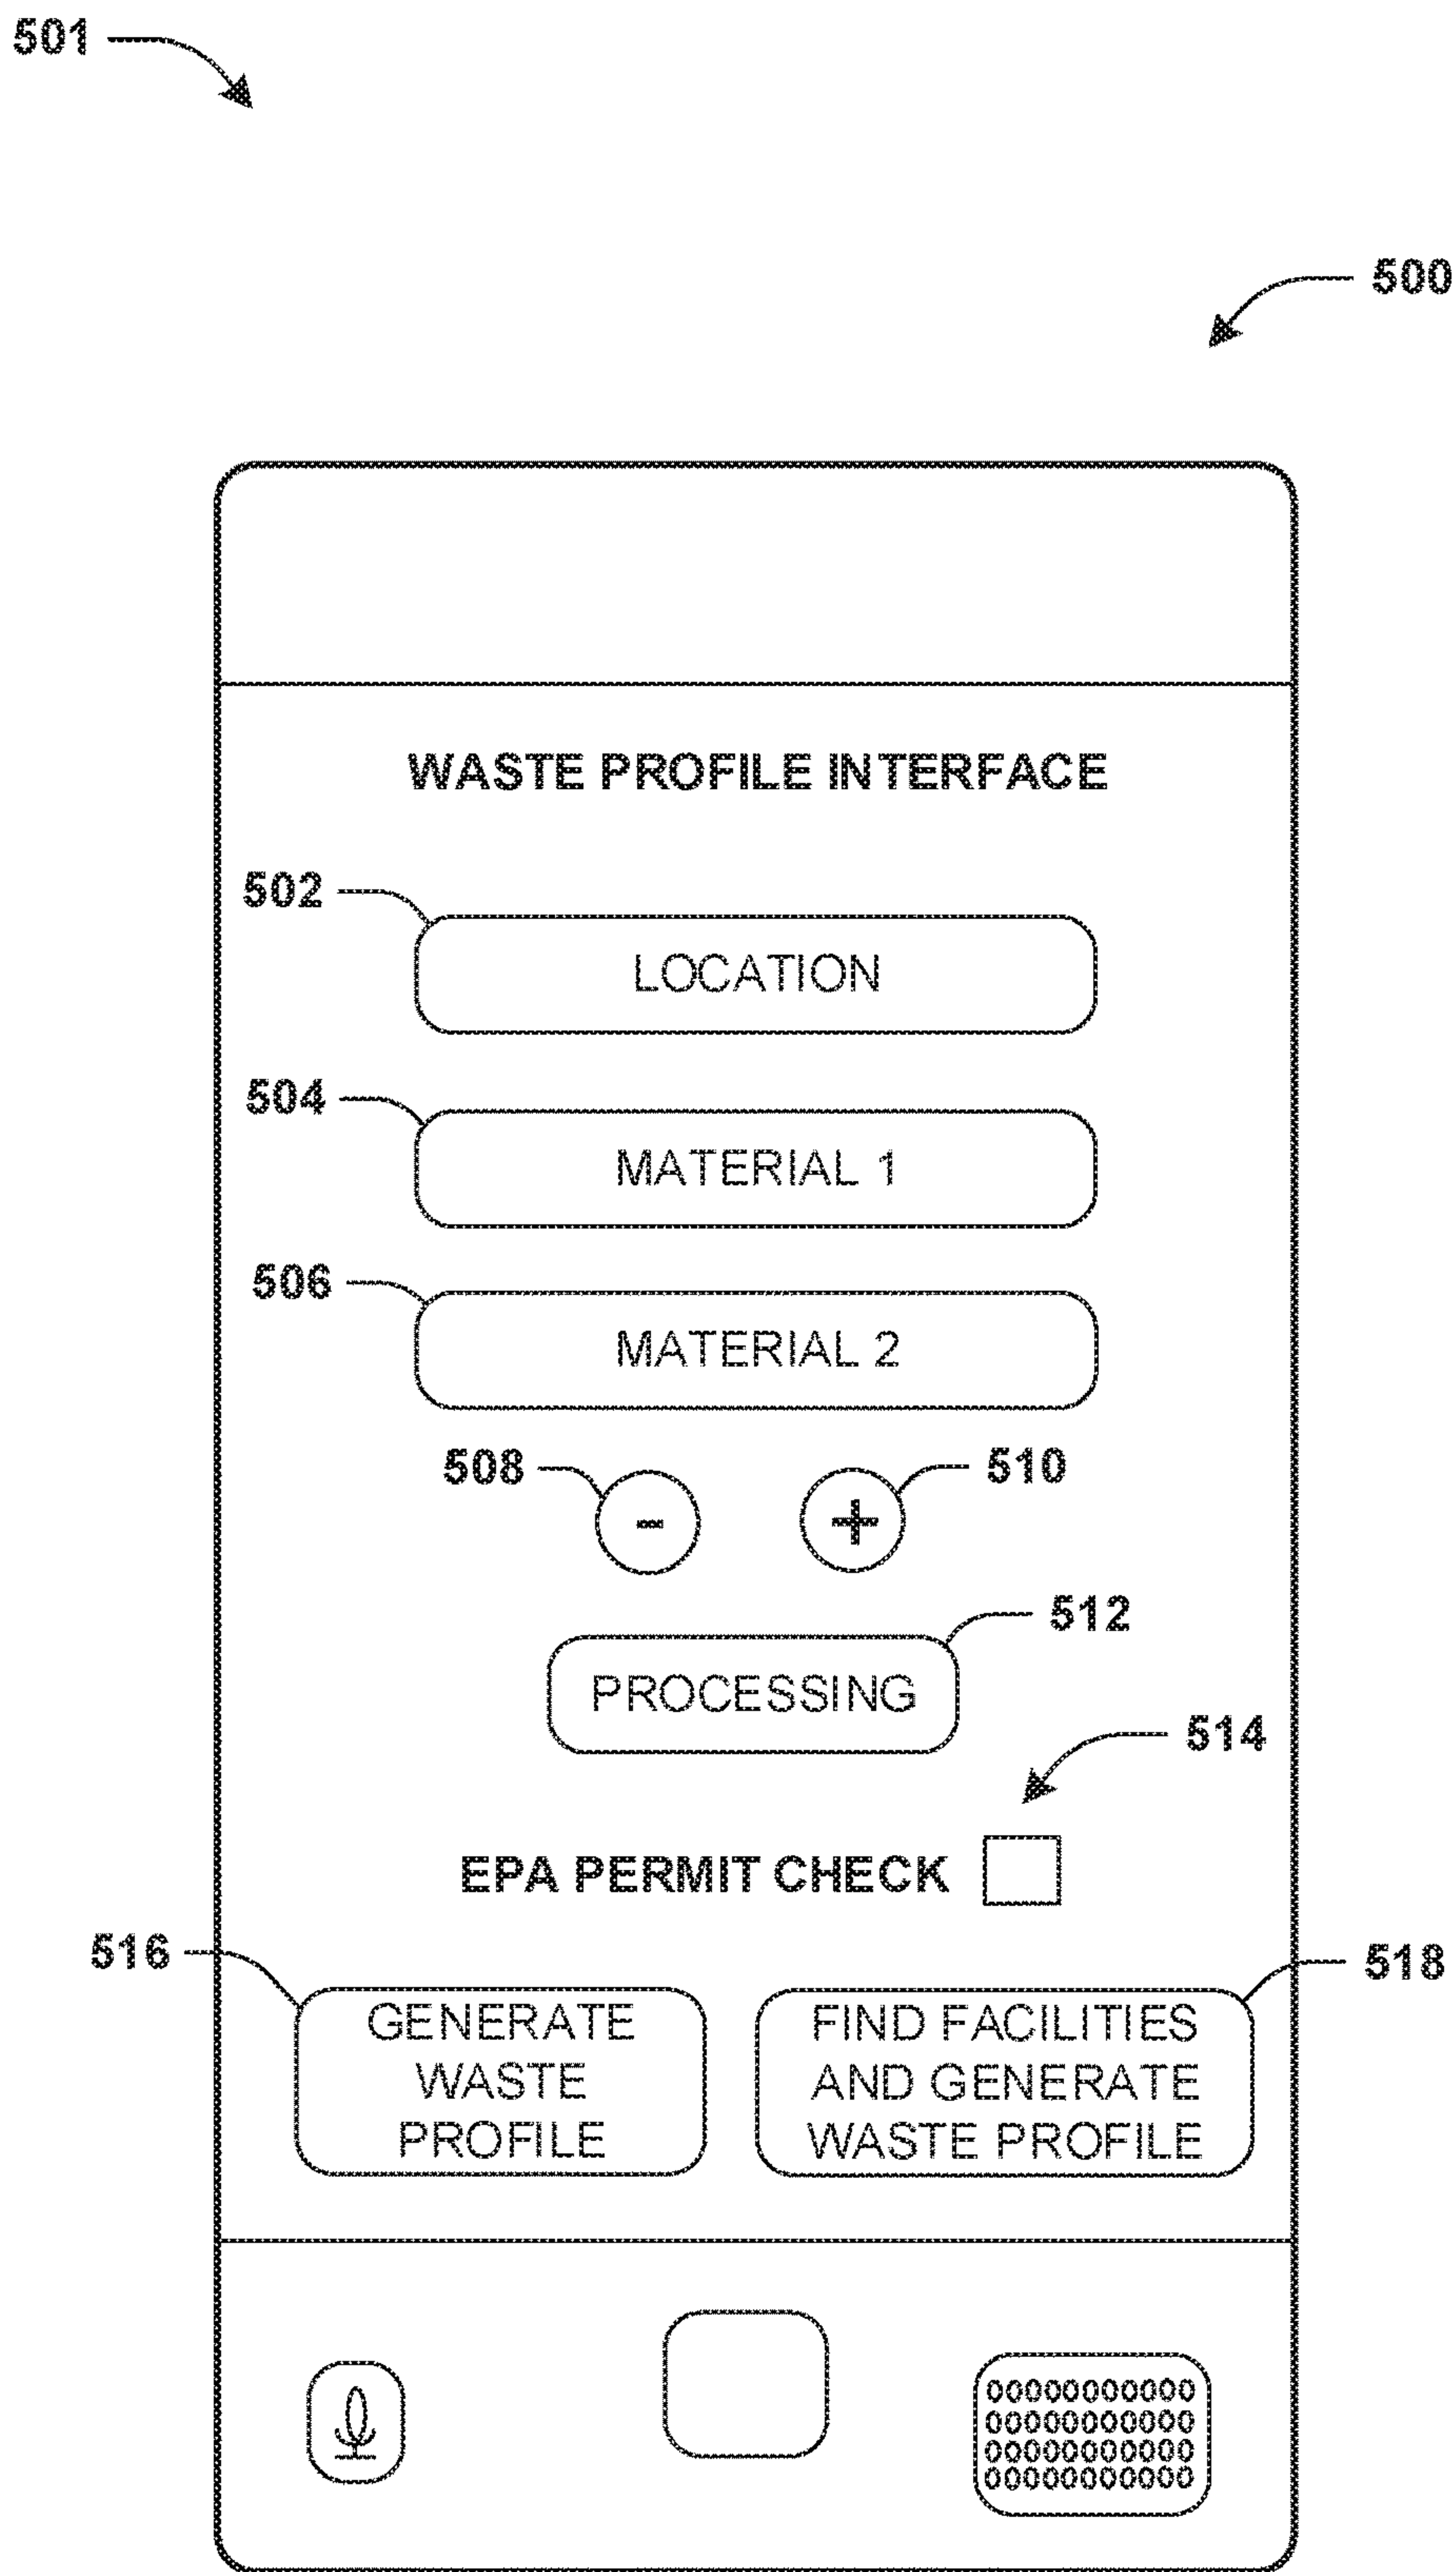 501
500
WASTE PROFILE INTERFACE
502
LOCATION
504
MATERIAL 1
506
MATERIAL 2
508
-
+
510
512
PROCESSING
514
EPA PERMIT CHECK
516
518
GENERATE
WASTE
PROFILE
FIND FACILITIES
AND GENERATE
WASTE PROFILE